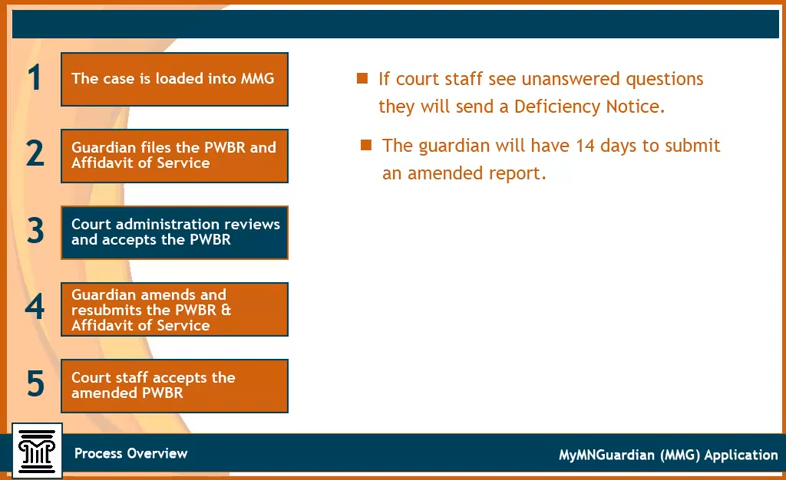 1
The case is loaded into MMG
2
Guardian files the PWBR and
Affidavit of Service
3
Court administration reviews
and accepts the PWBR
4
Guardian amends and
resubmits the PWBR &
Affidavit of Service
5
Court staff accepts the
amended PWBR
■ If court staff see unanswered questions
they will send a Deficiency Notice.
■ The guardian will have 14 days to submit
an amended report.
Process Overview
MyMNGuardian (MMG) Application